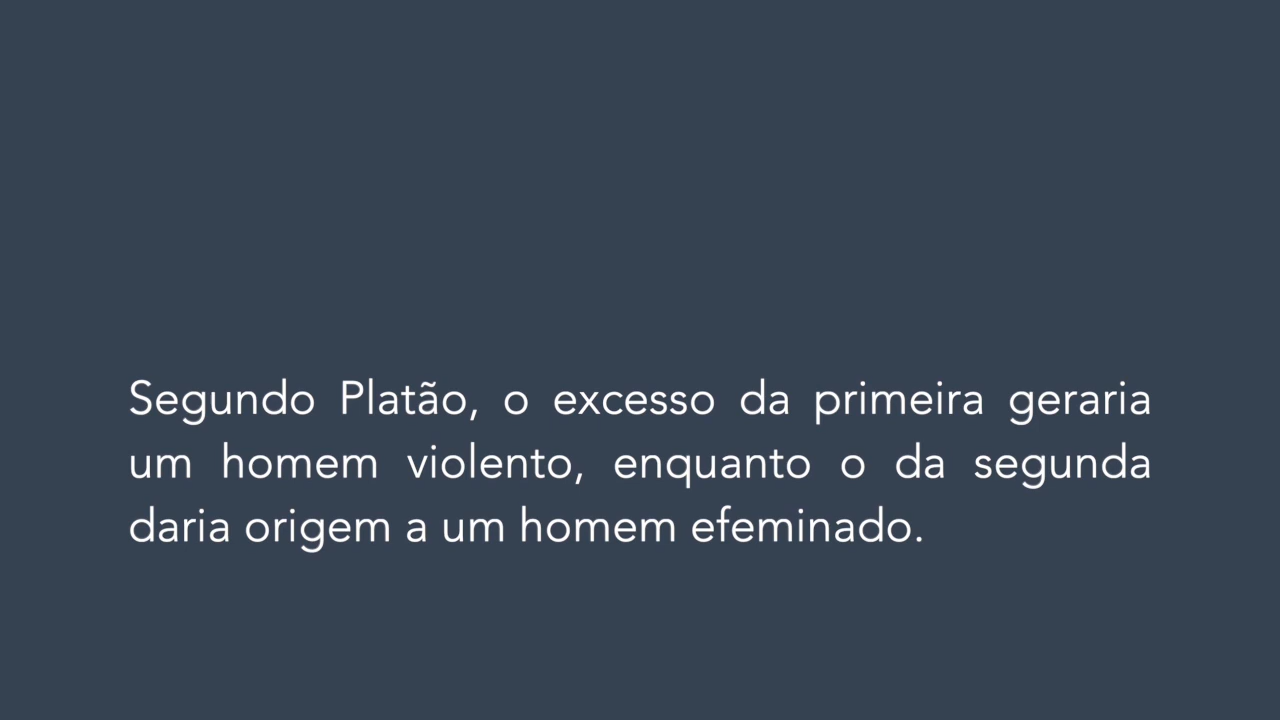 Segundo Platão, o excesso da primeira geraria
um homem violento, enquanto o da segunda
daria origem a um homem efeminado.